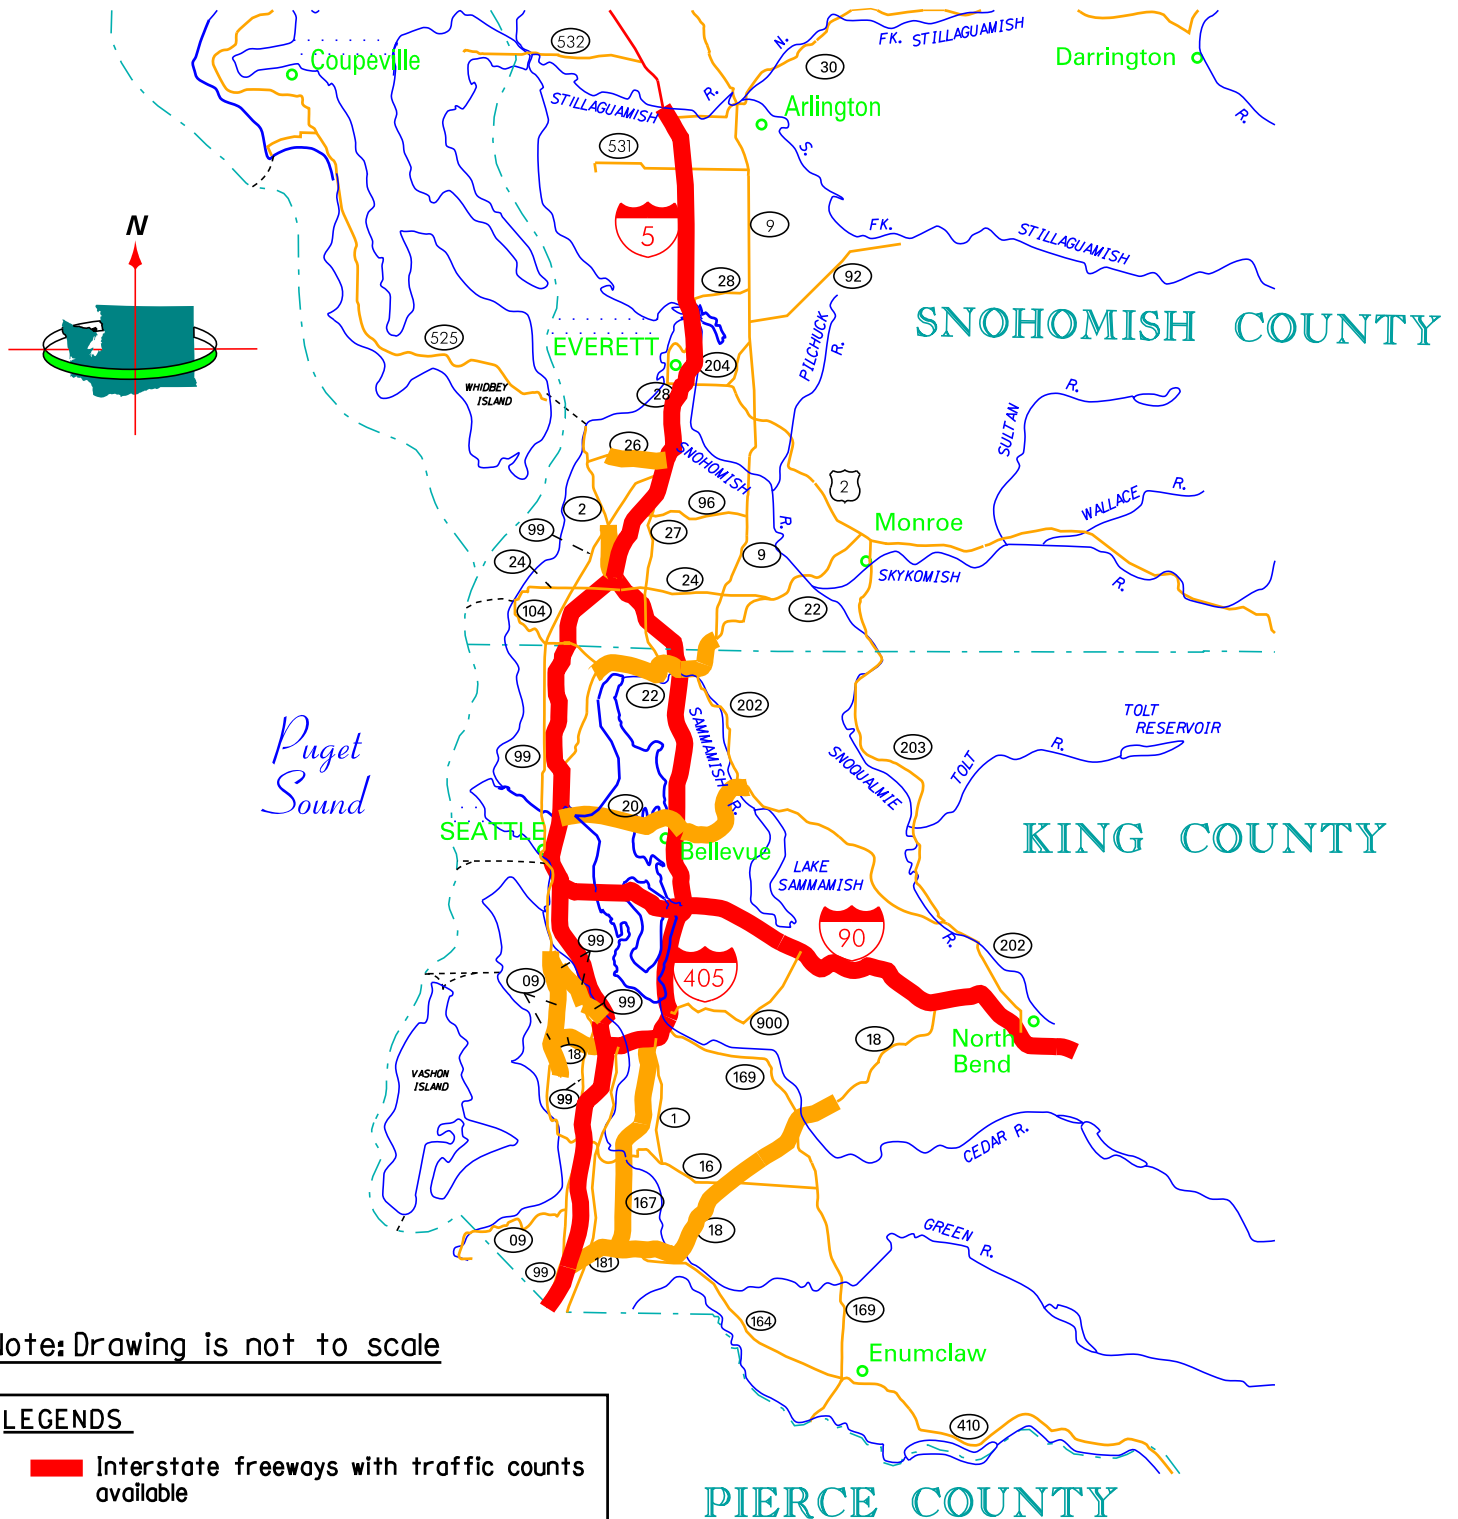 532
Coupeville
N.
FK. STILLAGUAMISH
30
Darrington
R.
STILLAGUAMISH
R.
Arlington
531
S.
5
9
FK.
STILLAGUAMISH
N
28
92
SNOHOMISH COUNTY
525
EVERETT
204
PILCHUCK
R.
WHIDBEY
ISLAND
28
SULTAN
R.
26
SNOHOMISH
2
WALLACE
R.
2
96
R.
Monroe
99
27
9
24
24
SKYKOMISH
R.
104
22
22
202
SAMMAMISH
R.
TOLT
RESERVOIR
Puget
Sound
99
203
SNOQUALMIE
TOLT
R.
20
SEATTLE
Bellevue
KING COUNTY
LAKE
SAMMAMISH
99
90
R.
202
09
405
99
900
18
North
Bend
18
VASHON
ISLAND
169
99
1
CEDAR R.
16
167
18
GREEN R.
09
181
99
169
164
Note: Drawing is not to scale
Enumclaw
410
LEGENDS
Interstate freeways with traffic counts
available
PIERCE COUNTY